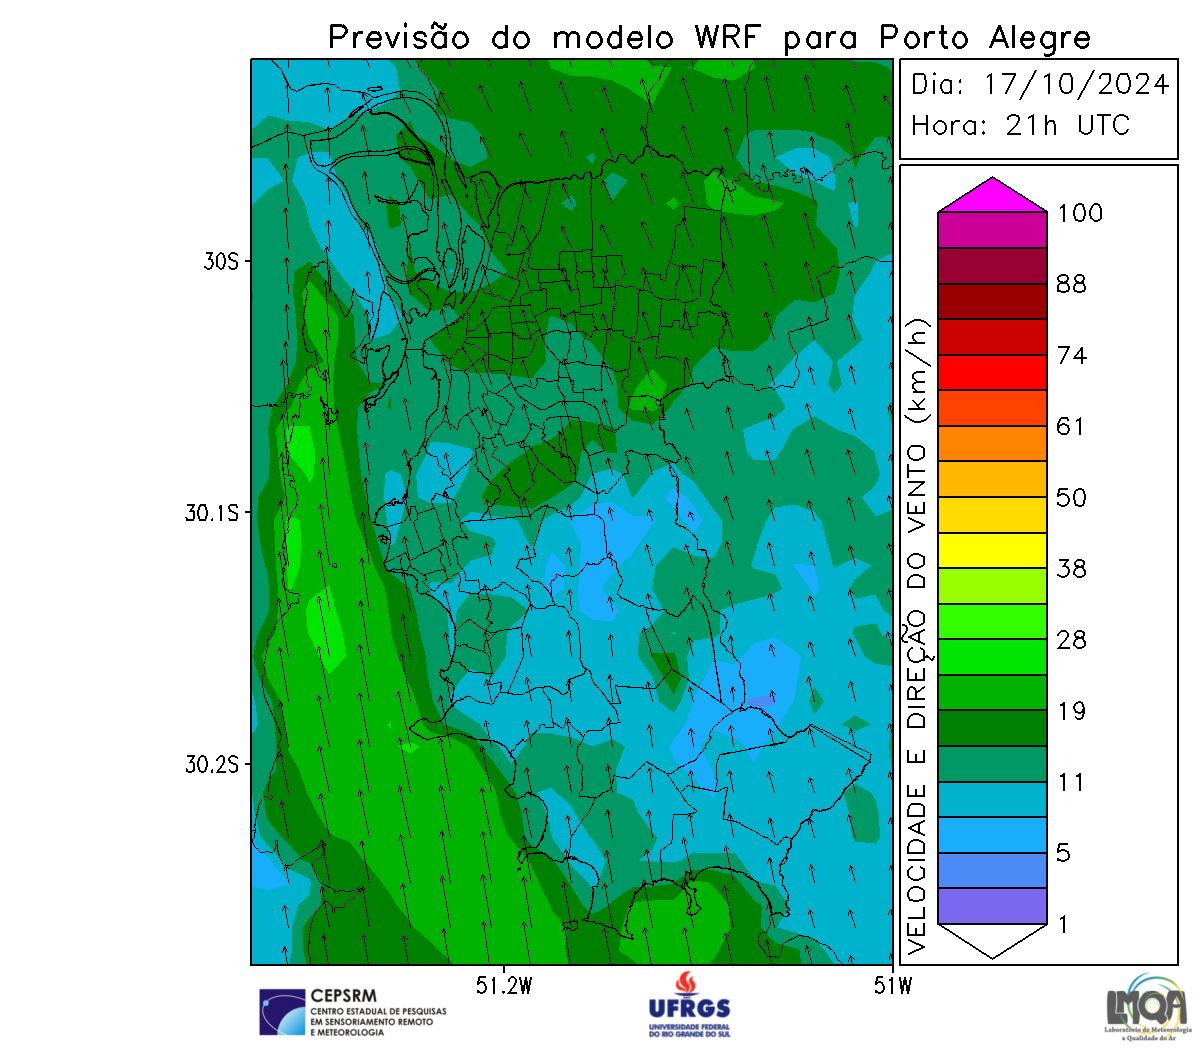 Previsão do modelo WRF para Porto Alegre
Dia: 17/10/2024
Hora: 21h UTC
100
88
74
61
50
38
28
19
11
5
1
VELOCIDADE E DIREÇÃO DO VENTO (km/h)
30S
30.1S
30.2S
51.2W
51W
CEPSRM
CENTRO ESTADUAL DE PESQUISAS
EM SENSORIAMENTO REMOTO
E METEOROLOGIA
UFRGS
UNIVERSIDADE FEDERAL
DO RIO GRANDE DO SUL
LMQA
Laboratório de Meteorologia
e Qualidade do Ar